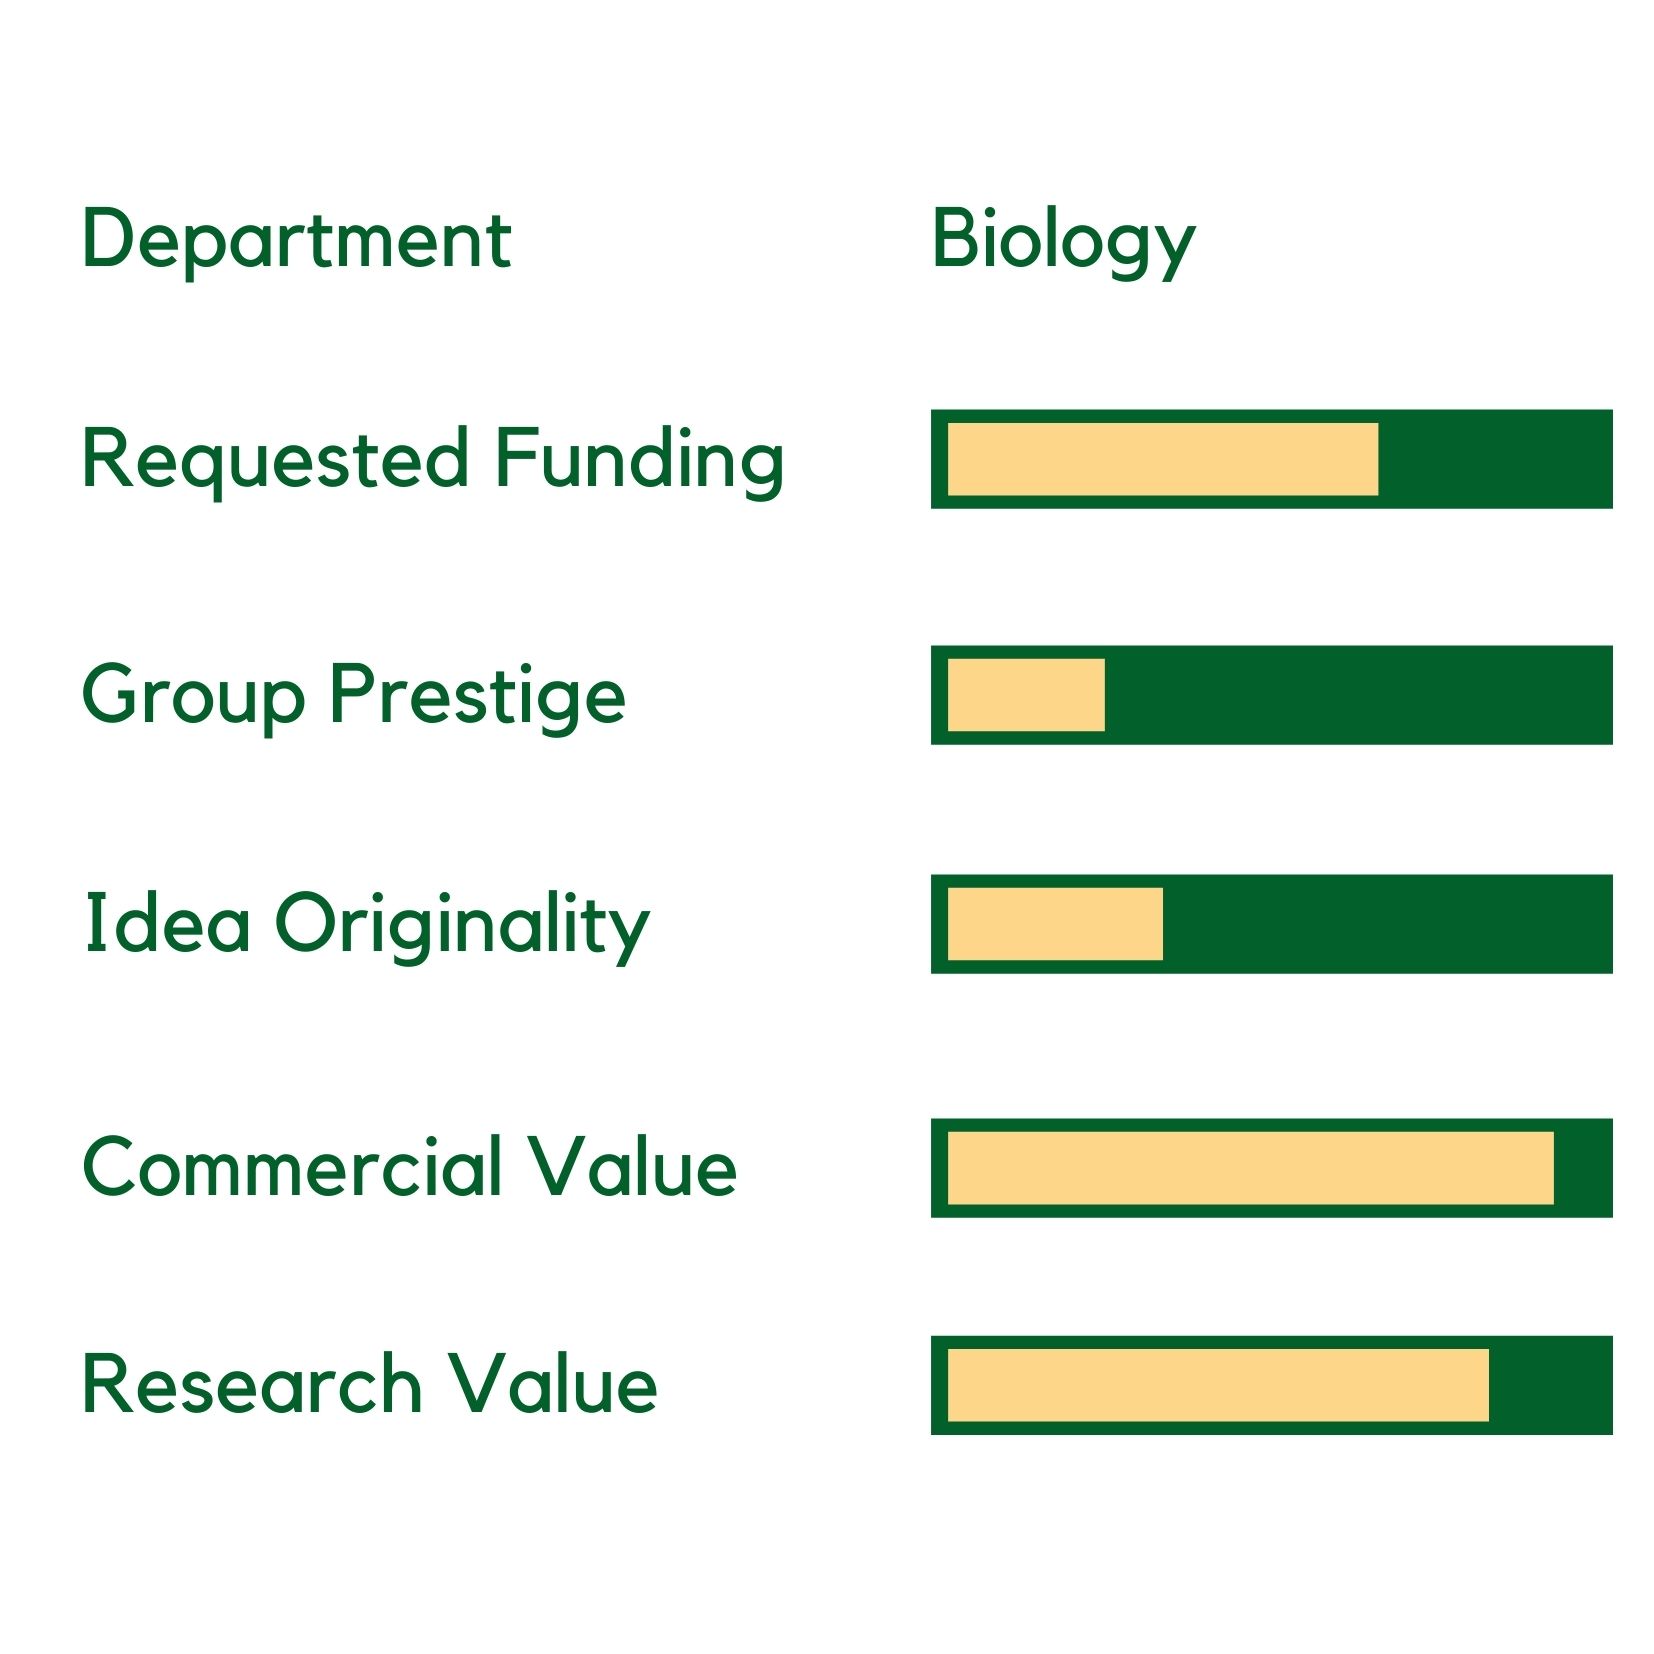 Department Biology
Requested Funding
Group Prestige
Idea Originality
Commercial Value
Research Value